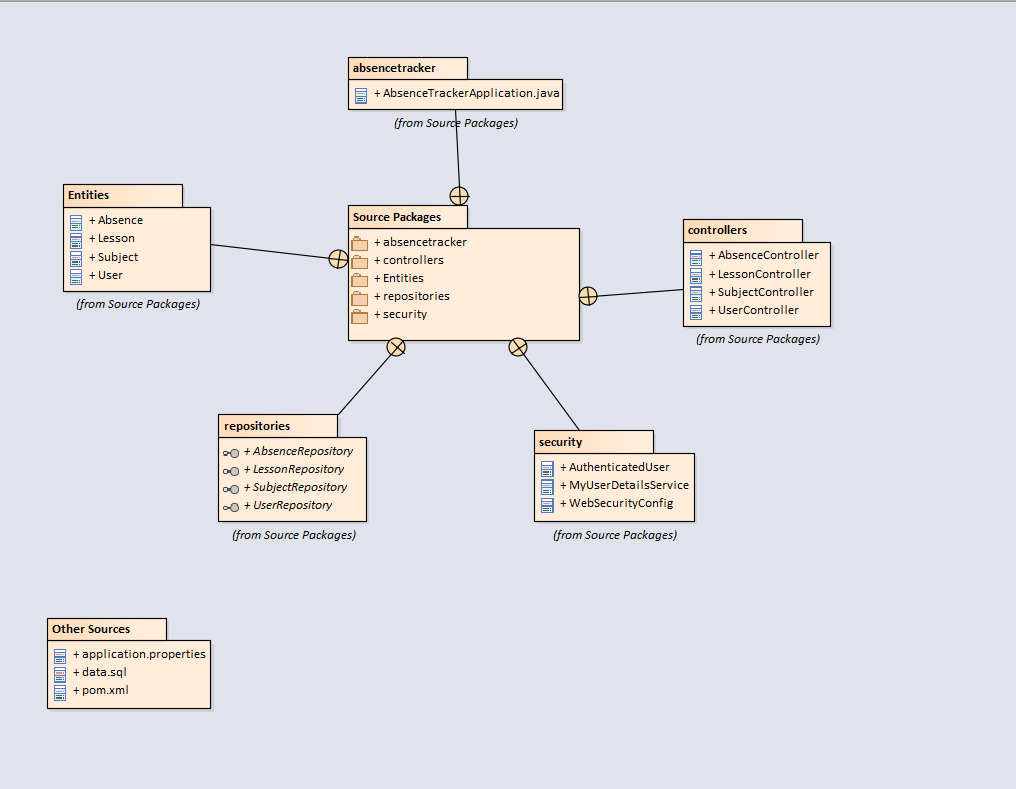 absencetracker
+ AbsenceTrackerApplication.java
(from Source Packages)
Entities
+ Absence
+ Lesson
+ Subject
+ User
(from Source Packages)
Source Packages
+ absencetracker
+ controllers
+ Entities
+ repositories
+ security
controllers
+ AbsenceController
+ LessonController
+ SubjectController
+ UserController
(from Source Packages)
repositories
+ AbsenceRepository
+ LessonRepository
+ SubjectRepository
+ UserRepository
(from Source Packages)
security
+ AuthenticatedUser
+ MyUserDetailsService
+ WebSecurityConfig
(from Source Packages)
Other Sources
+ application.properties
+ data.sql
+ pom.xml